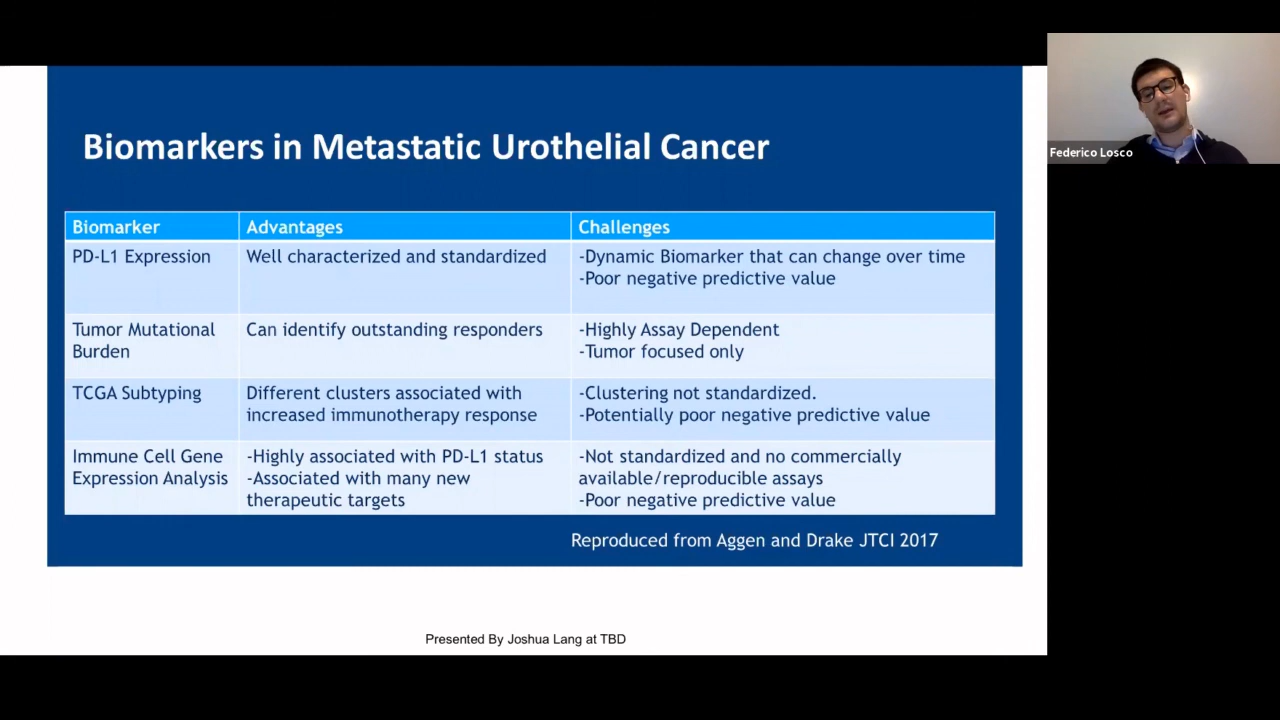 Biomarkers in Metastatic Urothelial Cancer
Biomarker
Advantages
Challenges
PD-L1 Expression
Well characterized and standardized
-Dynamic Biomarker that can change over time
-Poor negative predictive value
Tumor Mutational
Burden
Can identify outstanding responders
-Highly Assay Dependent
-Tumor focused only
TCGA Subtyping
Different clusters associated with
increased immunotherapy response
-Clustering not standardized.
-Potentially poor negative predictive value
Immune Cell Gene
Expression Analysis
-Highly associated with PD-L1 status
-Associated with many new
therapeutic targets
-Not standardized and no commercially
available/reproducible assays
-Poor negative predictive value
Reproduced from Aggen and Drake JTCI 2017
Presented By Joshua Lang at TBD
Federico Losco